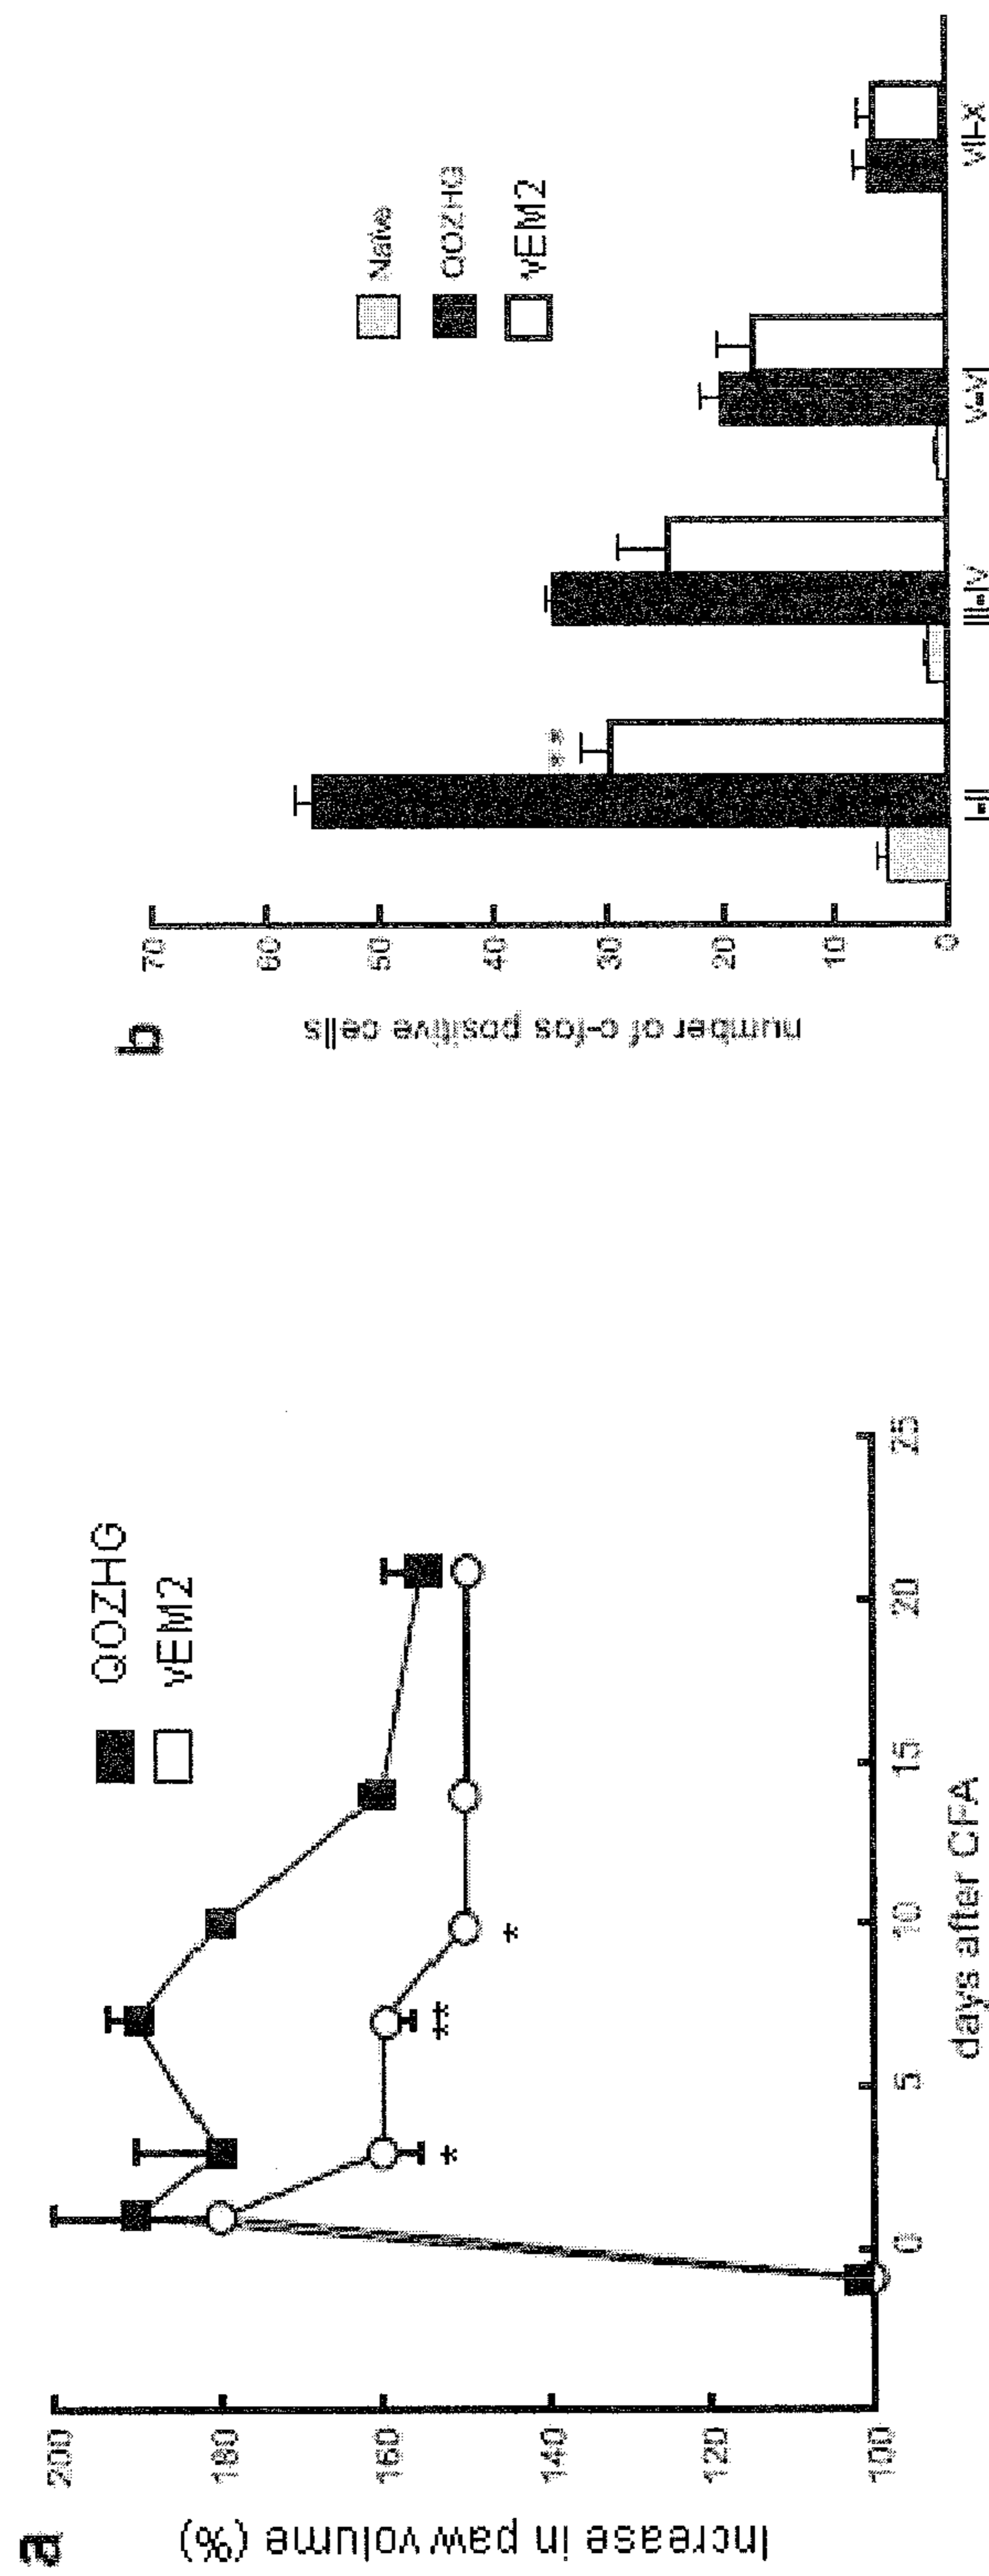 a
Increase in paw volume (%)
200
180
160
140
120
100
QOZHG
vEM2
*
**
*
0
5
10
15
20
25
days after CFA
b
number of c-fos positive cells
70
60
50
40
30
20
10
0
Naïve
QOZHG
vEM2
**
I-II
III-IV
V-VI
VII-X